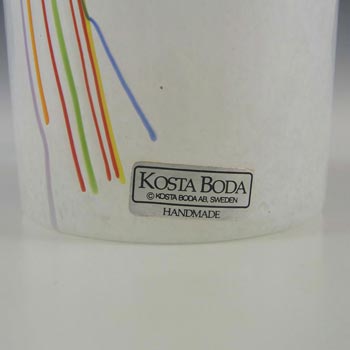 KOSTA BODA
© KOSTA BODA AB, SWEDEN
HANDMADE